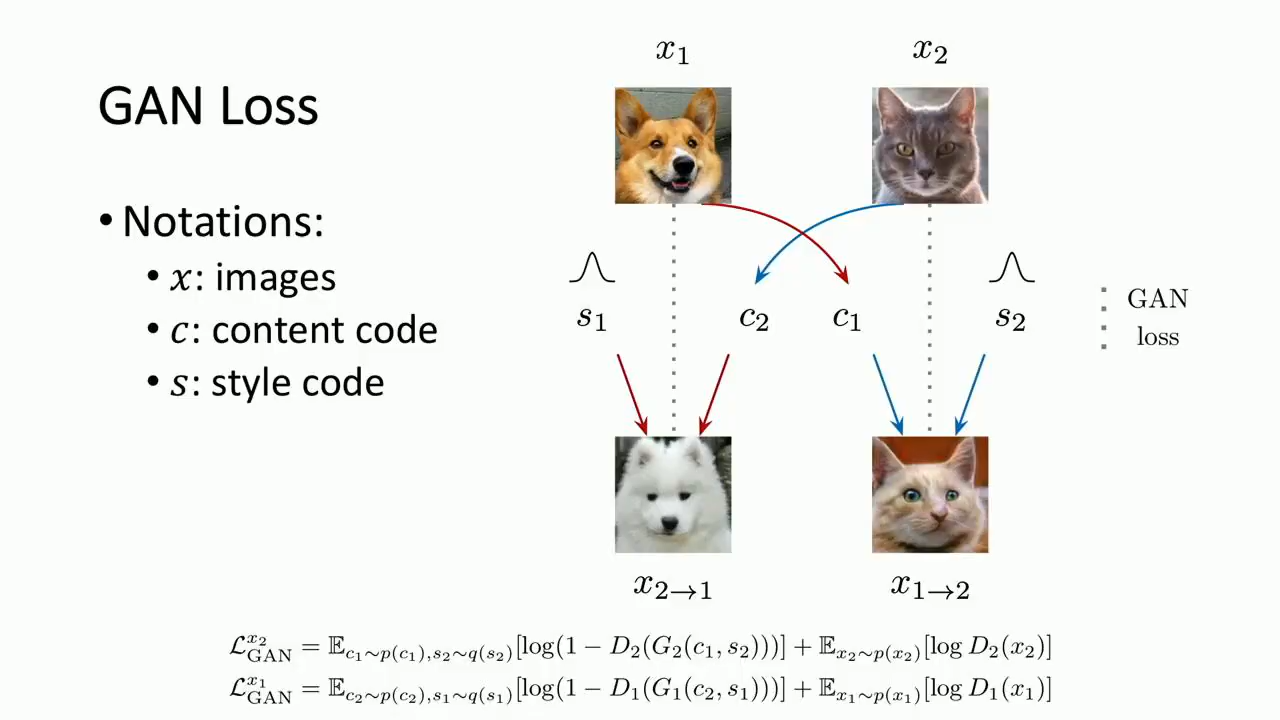 GAN Loss
• Notations:
• x: images
• c: content code
• s: style code
x₁ x₂
s₁ c₂ c₁ s₂
GAN
loss
x₂→₁ x₁→₂
ℒ_GAN^{x₂} = 𝔼_{c₁∼p(c₁),s₂∼q(s₂)}[log(1 − D₂(G₂(c₁, s₂)))] + 𝔼_{x₂∼p(x₂)}[log D₂(x₂)]
ℒ_GAN^{x₁} = 𝔼_{c₂∼p(c₂),s₁∼q(s₁)}[log(1 − D₁(G₁(c₂, s₁)))] + 𝔼_{x₁∼p(x₁)}[log D₁(x₁)]